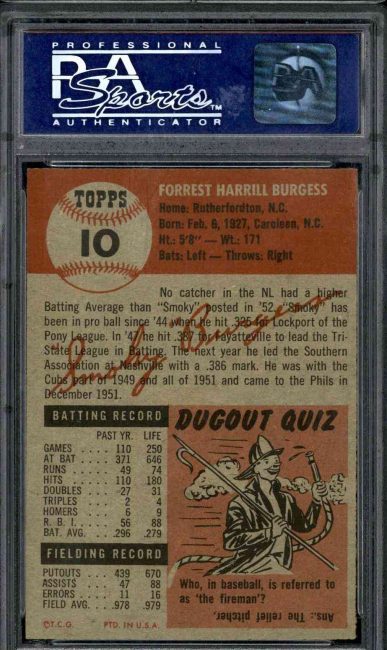 PROFESSIONAL
PSA
Sports™
AUTHENTICATOR
PSA
TOPPS
10
FORREST HARRILL BURGESS
Home: Rutherfordton, N.C.
Born: Feb. 6, 1927, Caroleen, N.C.
Ht.: 5'8" — Wt.: 171
Bats: Left — Throws: Right
No catcher in the NL had a higher
Batting Average than "Smoky" posted in '52. "Smoky" has
been in pro ball since '44 when he hit .325 for Lockport of the
Pony League. In '47 he hit .387 for Fayetteville to lead the Tri-
State League in Batting. The next year he led the Southern
Association at Nashville with a .386 mark. He was with the
Cubs part of 1949 and all of 1951 and came to the Phils in
December 1951.
"Smoky" Burgess
BATTING RECORD
PAST YR. LIFE
GAMES 110 250
AT BAT 371 646
RUNS 49 74
HITS 110 180
DOUBLES 27 31
TRIPLES 2 4
HOMERS 6 9
R. B. I. 56 88
BAT. AVG. .296 .279
FIELDING RECORD
PUTOUTS 439 670
ASSISTS 47 88
ERRORS 11 16
FIELD AVG. .978 .979
©T.C.G. PTD. IN U.S.A.
DUGOUT QUIZ
Who, in baseball, is referred to
as 'the fireman'?
Ans.: The relief pitcher.